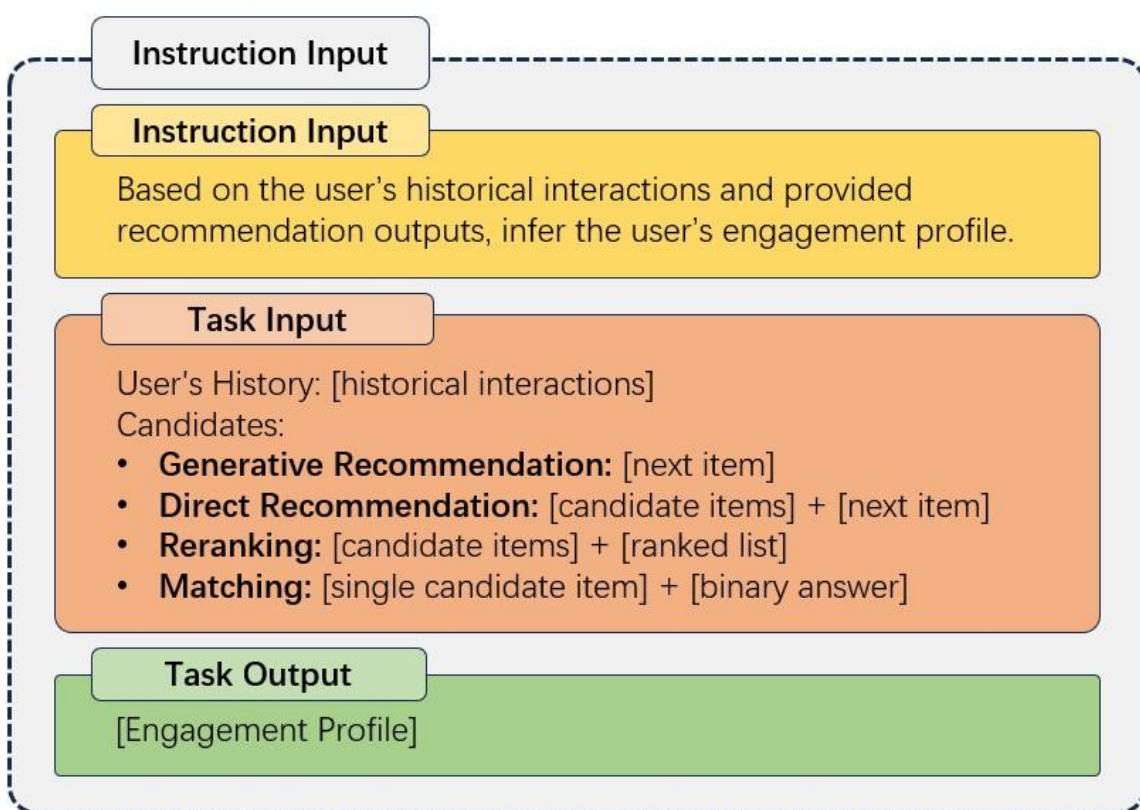 Instruction Input
Instruction Input
Based on the user’s historical interactions and provided
recommendation outputs, infer the user’s engagement profile.
Task Input
User's History: [historical interactions]
Candidates:
• Generative Recommendation: [next item]
• Direct Recommendation: [candidate items] + [next item]
• Reranking: [candidate items] + [ranked list]
• Matching: [single candidate item] + [binary answer]
Task Output
[Engagement Profile]